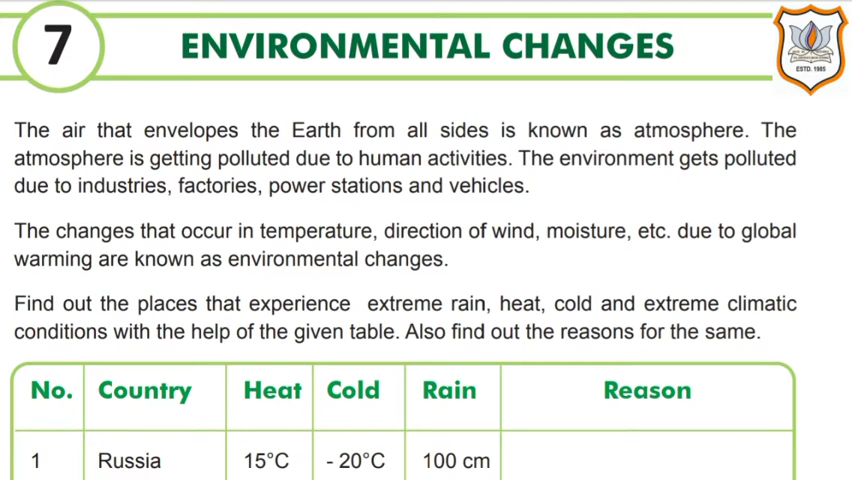 7
ENVIRONMENTAL CHANGES
ESTD. 1985
The air that envelopes the Earth from all sides is known as atmosphere. The
atmosphere is getting polluted due to human activities. The environment gets polluted
due to industries, factories, power stations and vehicles.
The changes that occur in temperature, direction of wind, moisture, etc. due to global
warming are known as environmental changes.
Find out the places that experience extreme rain, heat, cold and extreme climatic
conditions with the help of the given table. Also find out the reasons for the same.
No. Country Heat Cold Rain Reason
1 Russia 15°C - 20°C 100 cm